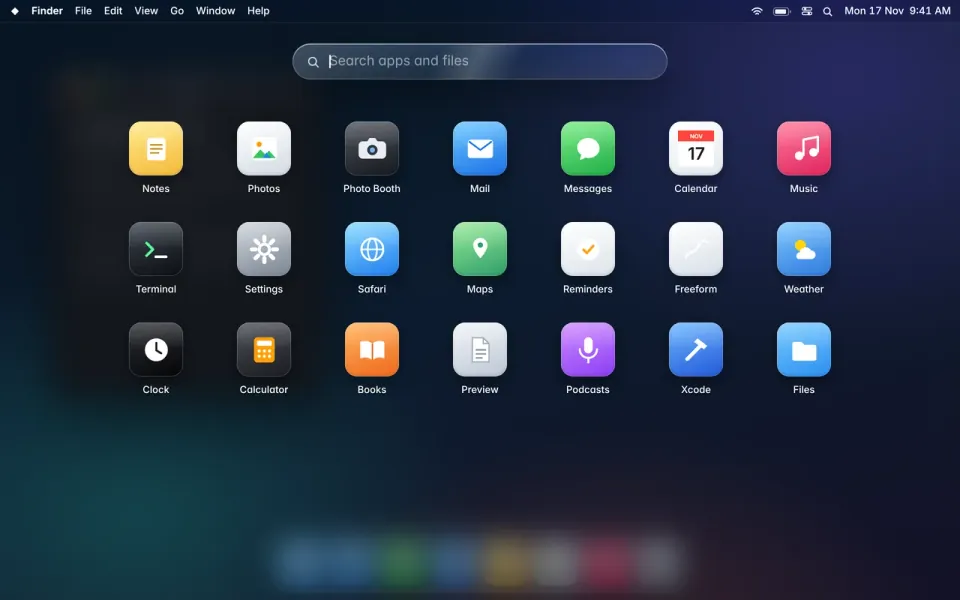 Finder File Edit View Go Window Help Mon 17 Nov 9:41 AM
Search apps and files
NOV
17
Notes Photos Photo Booth Mail Messages Calendar Music
Terminal Settings Safari Maps Reminders Freeform Weather
Clock Calculator Books Preview Podcasts Xcode Files